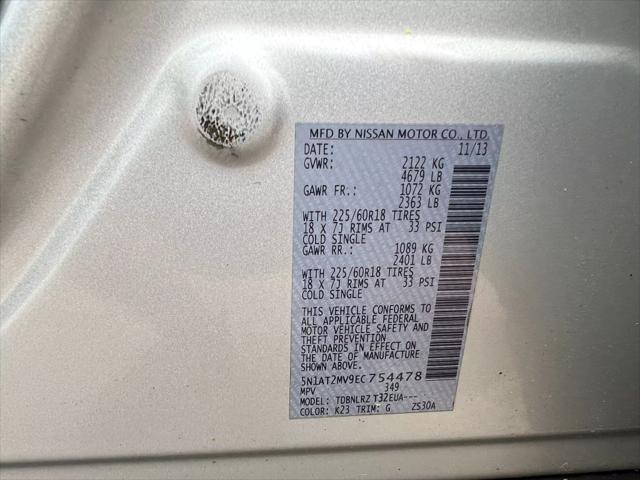 MFD BY NISSAN MOTOR CO., LTD.
DATE: 11/13
GVWR: 2122 KG
4679 LB
GAWR FR.: 1072 KG
2363 LB
WITH 225/60R18 TIRES
18 X 7J RIMS AT 33 PSI
COLD SINGLE
GAWR RR.: 1089 KG
2401 LB
WITH 225/60R18 TIRES
18 X 7J RIMS AT 33 PSI
COLD SINGLE
THIS VEHICLE CONFORMS TO
ALL APPLICABLE FEDERAL
MOTOR VEHICLE SAFETY AND
THEFT PREVENTION
STANDARDS IN EFFECT ON
THE DATE OF MANUFACTURE
SHOWN ABOVE.
5N1AT2MV9EC754478
MPV 349
MODEL: TDBNLRZ T32EUA---
COLOR: K23 TRIM: G ZS30A